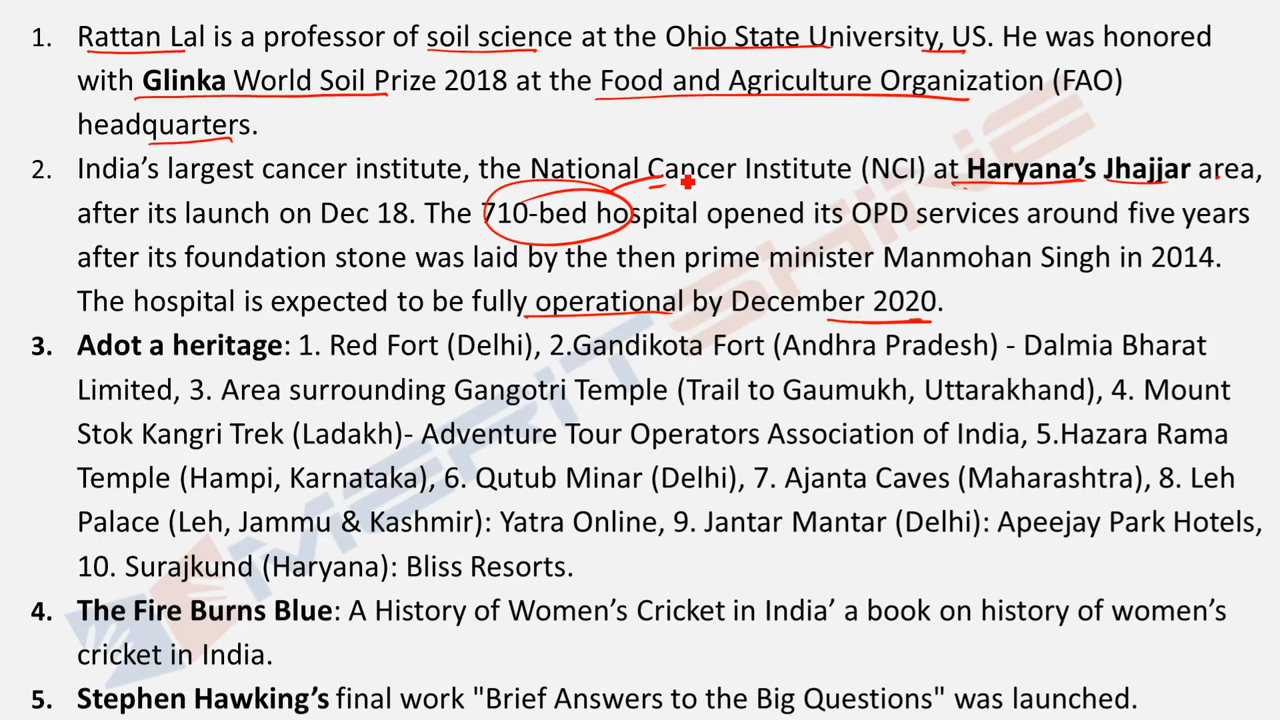 1. Rattan Lal is a professor of soil science at the Ohio State University, US. He was honored
with Glinka World Soil Prize 2018 at the Food and Agriculture Organization (FAO)
headquarters.
2. India's largest cancer institute, the National Cancer Institute (NCI) at Haryana's Jhajjar area,
after its launch on Dec 18. The 710-bed hospital opened its OPD services around five years
after its foundation stone was laid by the then prime minister Manmohan Singh in 2014.
The hospital is expected to be fully operational by December 2020.
3. Adot a heritage: 1. Red Fort (Delhi), 2.Gandikota Fort (Andhra Pradesh) - Dalmia Bharat
Limited, 3. Area surrounding Gangotri Temple (Trail to Gaumukh, Uttarakhand), 4. Mount
Stok Kangri Trek (Ladakh)- Adventure Tour Operators Association of India, 5.Hazara Rama
Temple (Hampi, Karnataka), 6. Qutub Minar (Delhi), 7. Ajanta Caves (Maharashtra), 8. Leh
Palace (Leh, Jammu & Kashmir): Yatra Online, 9. Jantar Mantar (Delhi): Apeejay Park Hotels,
10. Surajkund (Haryana): Bliss Resorts.
4. The Fire Burns Blue: A History of Women's Cricket in India' a book on history of women's
cricket in India.
5. Stephen Hawking's final work "Brief Answers to the Big Questions" was launched.
MERITSHINE